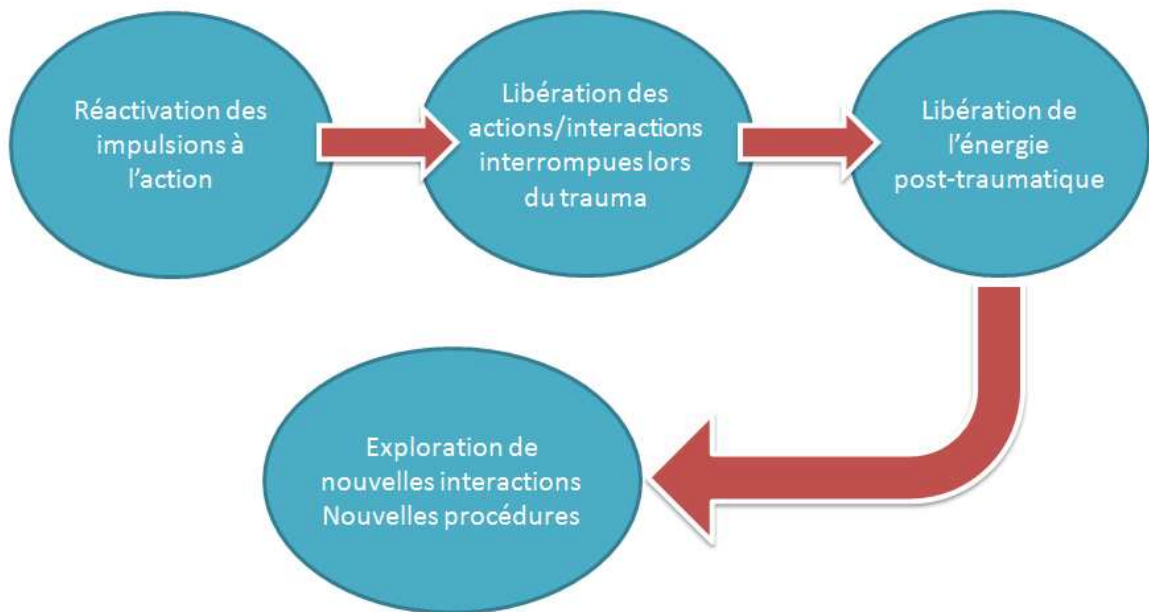 Réactivation des
impulsions à
l’action
Libération des
actions/interactions
interrompues lors
du trauma
Libération de
l’énergie
post-traumatique
Exploration de
nouvelles interactions
Nouvelles procédures